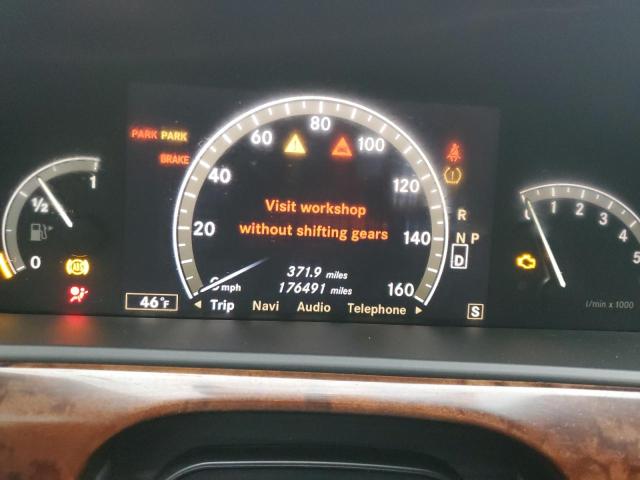 PARK PARK
BRAKE
1
1/2
0
ABS
46°F
0 mph
20
40
60
80
100
120
140
160
Visit workshop
without shifting gears
371.9 miles
176491 miles
◄ Trip Navi Audio Telephone ►
R
N P
D
S
0 1 2 3 4 5
l/min x 1000